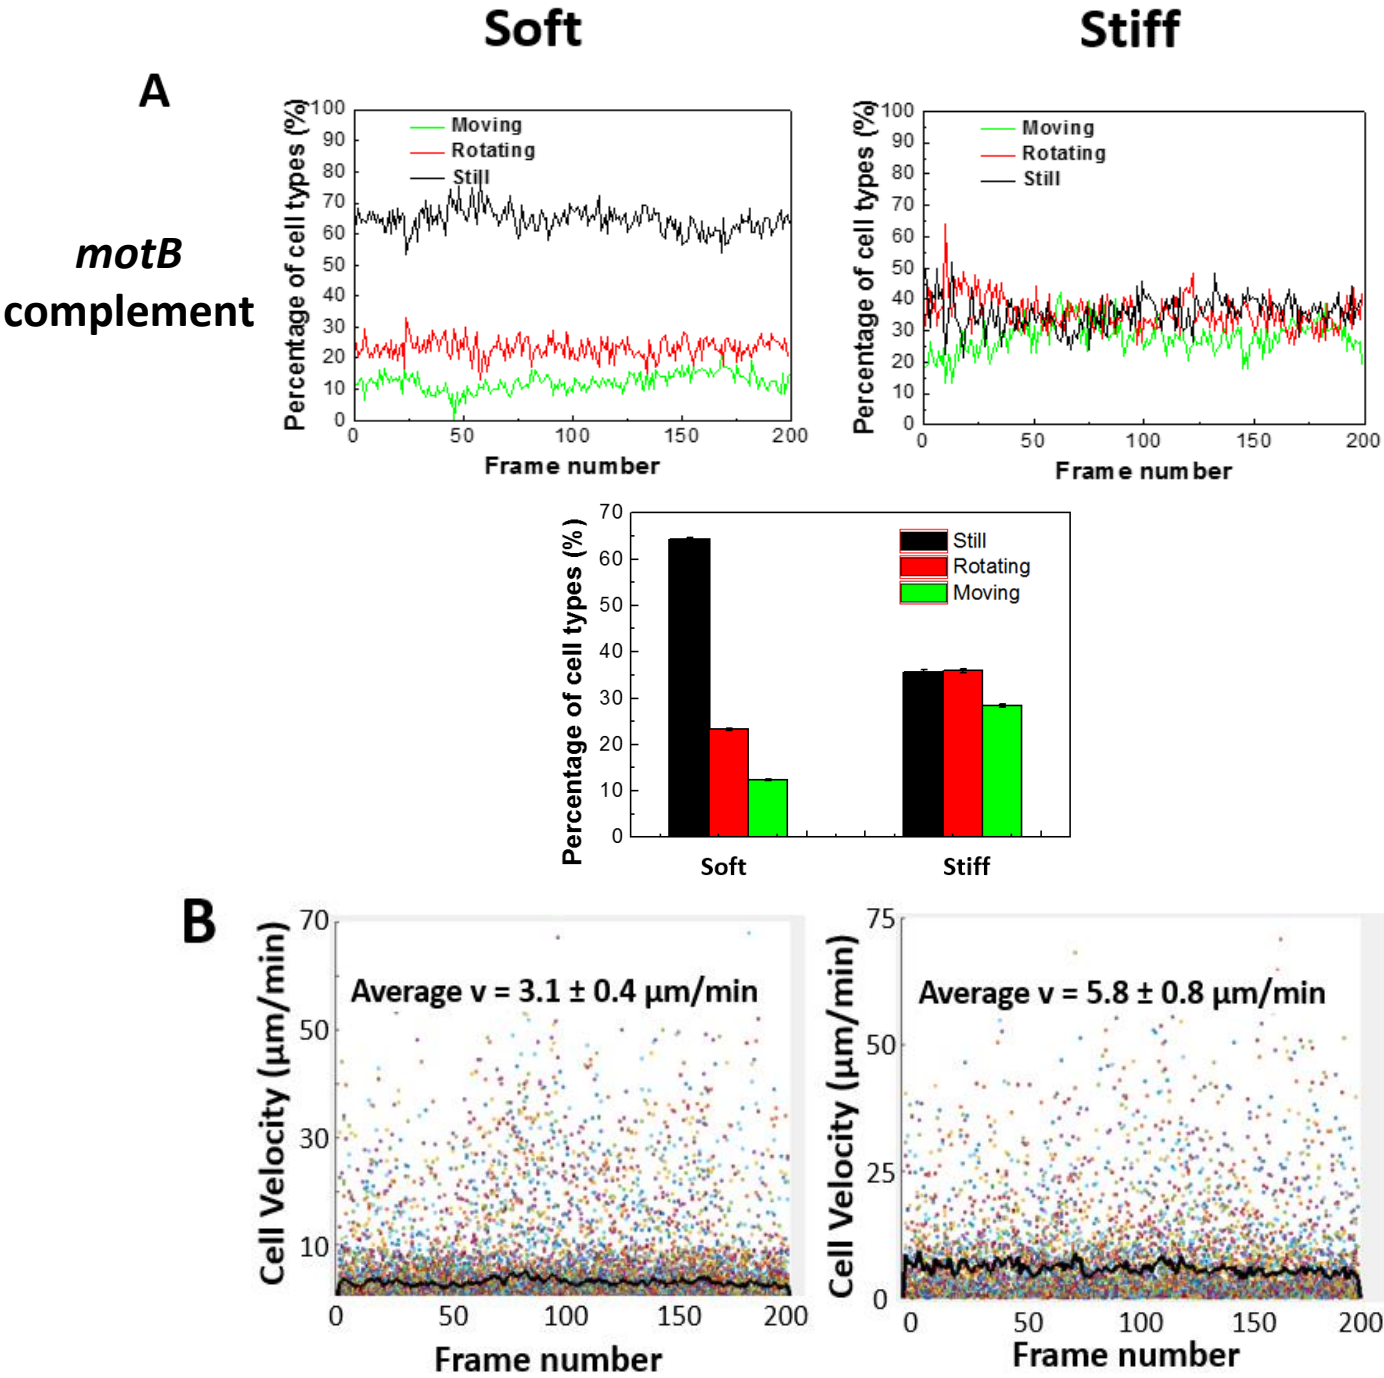 Soft
Stiff
A
motB
complement
Percentage of cell types (%)
100
90
80
70
60
50
40
30
20
10
0
Moving
Rotating
Still
0 50 100 150 200
Frame number
Percentage of cell types (%)
100
90
80
70
60
50
40
30
20
10
0
Moving
Rotating
Still
0 50 100 150 200
Frame number
Percentage of cell types (%)
70
60
50
40
30
20
10
0
Still
Rotating
Moving
Soft Stiff
B
Cell Velocity (μm/min)
70
50
30
10
Average v = 3.1 ± 0.4 μm/min
0 50 100 150 200
Frame number
Cell Velocity (μm/min)
75
50
25
0
Average v = 5.8 ± 0.8 μm/min
0 50 100 150 200
Frame number